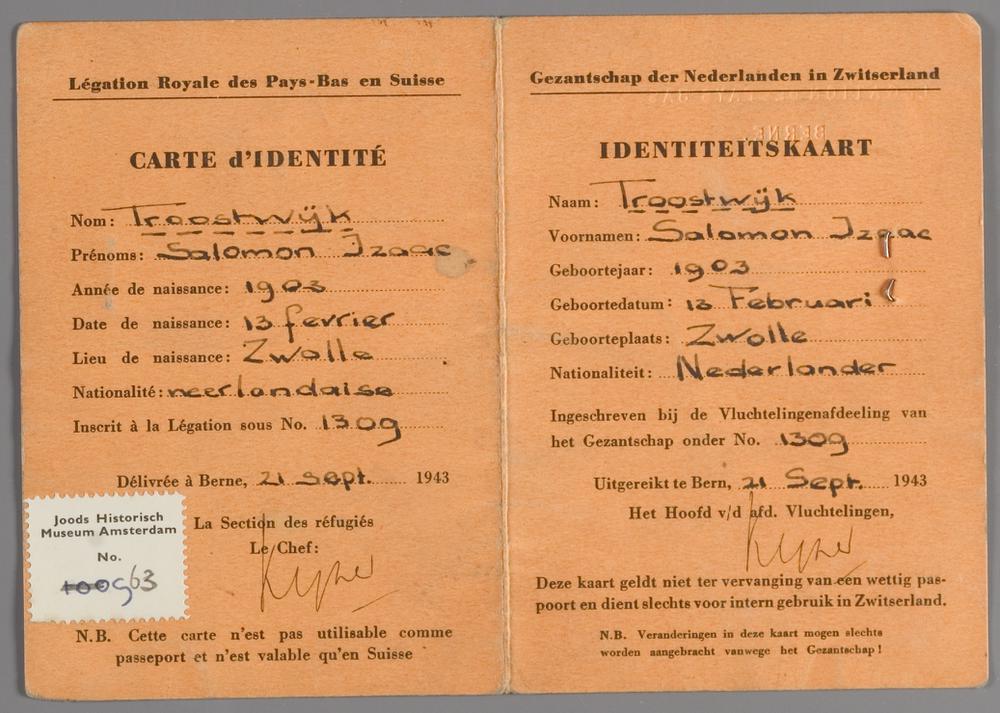 Légation Royale des Pays-Bas en Suisse
CARTE d'IDENTITÉ
Nom: Troostwijk
Prénoms: Salomon Izaac
Année de naissance: 1903
Date de naissance: 13 fevrier
Lieu de naissance: Zwolle
Nationalité: neerlandaise
Inscrit à la Légation sous No. 1309
Délivrée à Berne, 21 Sept. 1943
La Section des réfugiés
Le Chef:
N.B. Cette carte n'est pas utilisable comme
passeport et n'est valable qu'en Suisse
Joods Historisch
Museum Amsterdam
No.
63
Gezantschap der Nederlanden in Zwitserland
BERNE
IDENTITEITSKAART
Naam: Troostwijk
Voornamen: Salomon Izaac
Geboortejaar: 1903
Geboortedatum: 13 Februari
Geboorteplaats: Zwolle
Nationaliteit: Nederlander
Ingeschreven bij de Vluchtelingenafdeeling van
het Gezantschap onder No. 1309
Uitgereikt te Bern, 21 Sept. 1943
Het Hoofd v/d afd. Vluchtelingen,
Deze kaart geldt niet ter vervanging van een wettig pas-
poort en dient slechts voor intern gebruik in Zwitserland.
N.B. Veranderingen in deze kaart mogen slechts
worden aangebracht vanwege het Gezantschap!